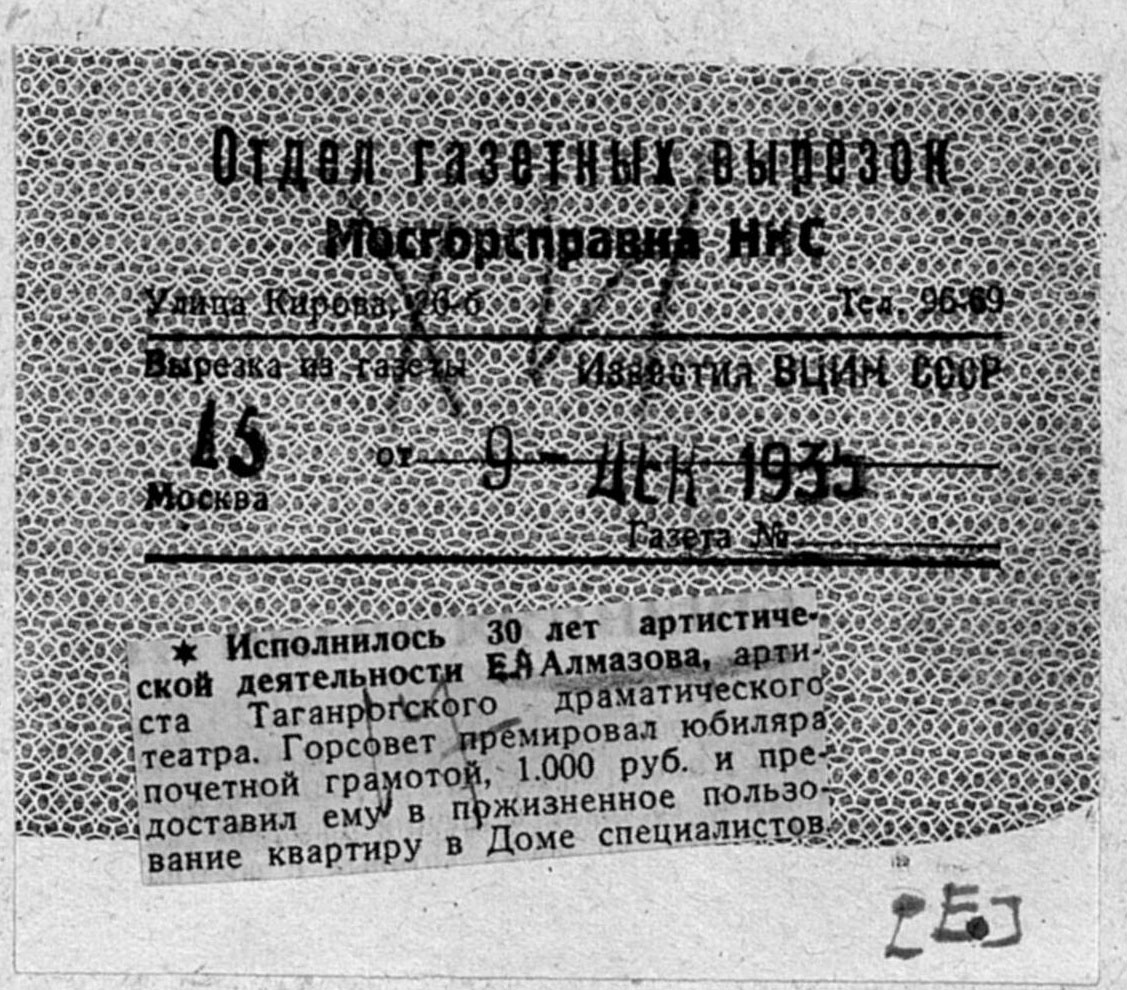 Отдел газетных вырезок
Мосгорсправка НКС
Улица Кирова, 26-б Тел. 96-69
Вырезка из газеты Известия ВЦИК СССР
15
Москва
от 9 – ДЕК 1935
Газета №
★ Исполнилось 30 лет артистиче-
ской деятельности Е.А Алмазова, арти-
ста Таганрогского драматического
театра. Горсовет премировал юбиляра
почетной грамотой, 1.000 руб. и пре-
доставил ему в пожизненное пользо-
вание квартиру в Доме специалистов.
[Е.]